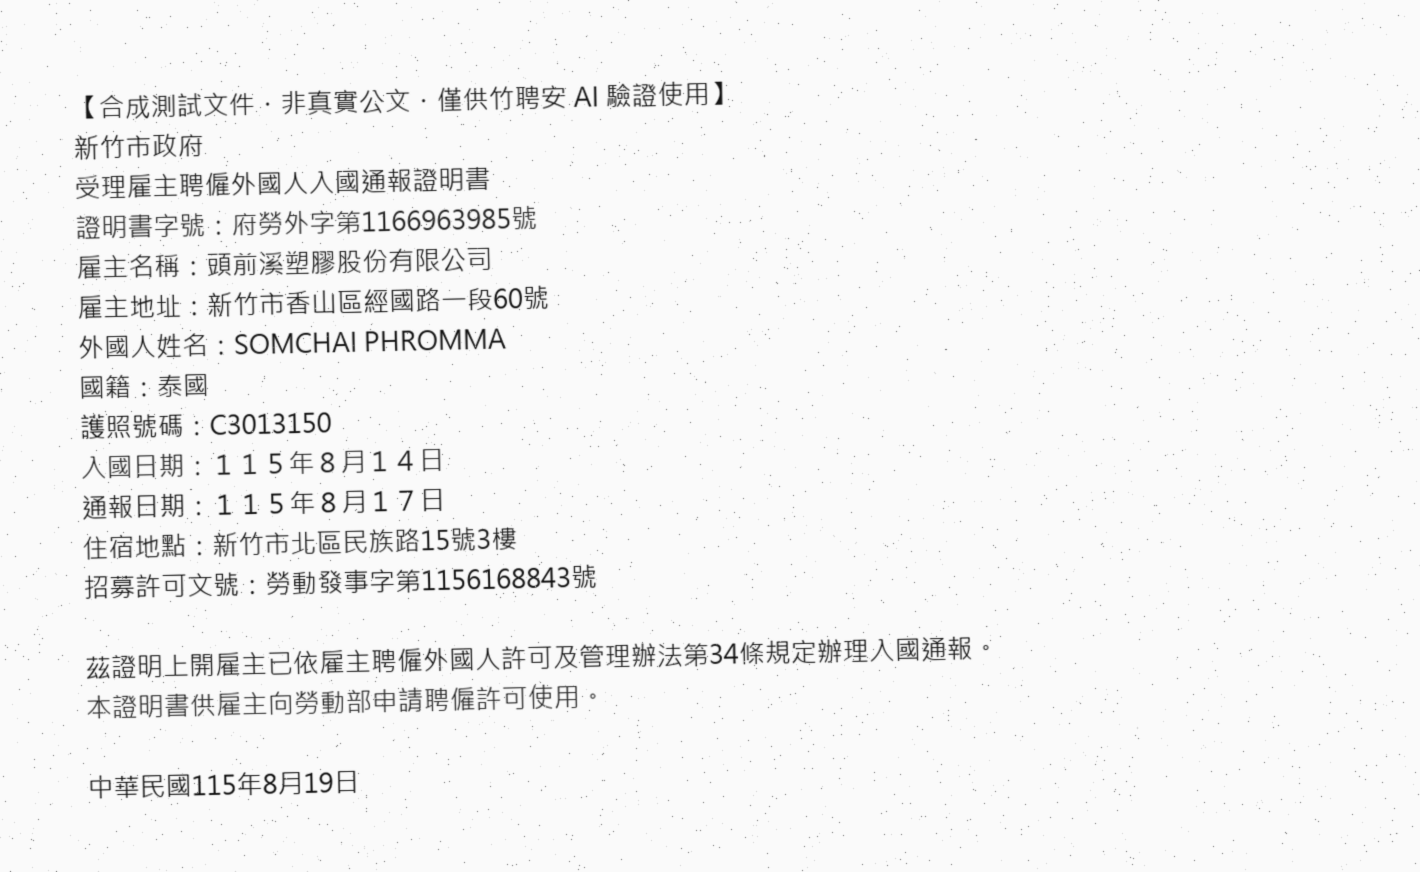 【合成測試文件．非真實公文．僅供竹聘安 AI 驗證使用】
新竹市政府
受理雇主聘僱外國人入國通報證明書
證明書字號：府勞外字第1166963985號
雇主名稱：頭前溪塑膠股份有限公司
雇主地址：新竹市香山區經國路一段60號
外國人姓名：SOMCHAI PHROMMA
國籍：泰國
護照號碼：C3013150
入國日期：１１５年８月１４日
通報日期：１１５年８月１７日
住宿地點：新竹市北區民族路15號3樓
招募許可文號：勞動發事字第1156168843號
茲證明上開雇主已依雇主聘僱外國人許可及管理辦法第34條規定辦理入國通報。
本證明書供雇主向勞動部申請聘僱許可使用。
中華民國115年8月19日